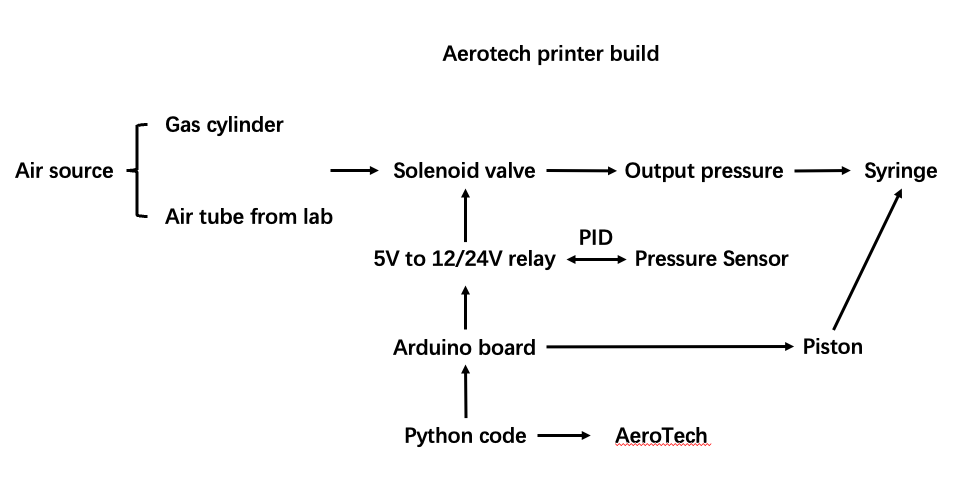 Aerotech printer build
Gas cylinder
Air source
Solenoid valve
Output pressure
Syringe
Air tube from lab
PID
5V to 12/24V relay
Pressure Sensor
Arduino board
Piston
Python code
AeroTech